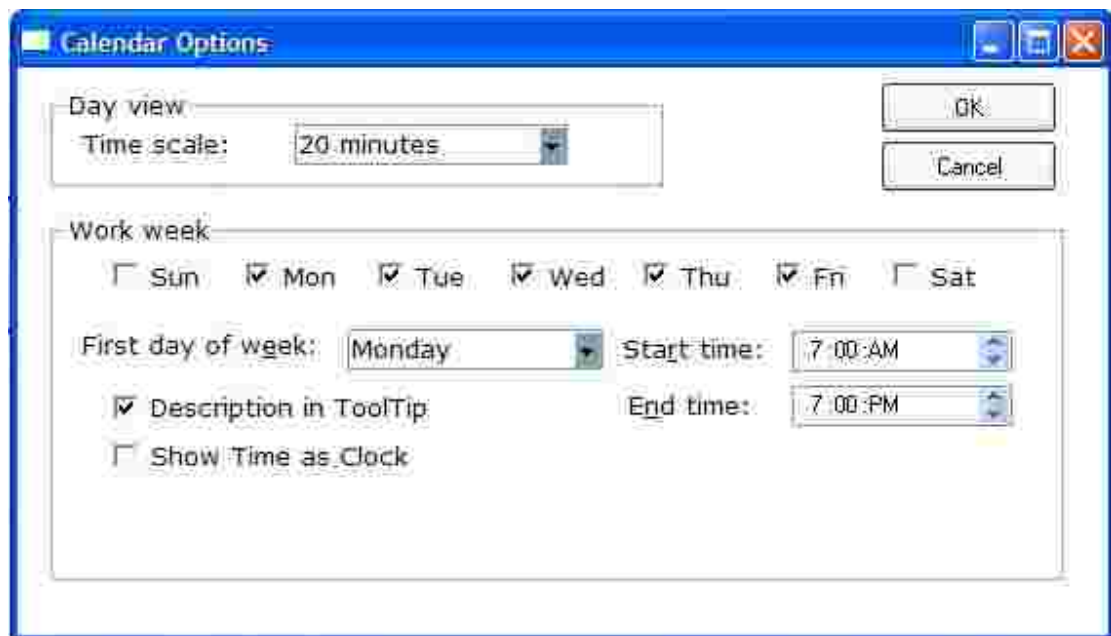 Calendar Options
Day view
OK
Time scale: 20 minutes
Cancel
Work week
Sun Mon Tue Wed Thu Fri Sat
First day of week: Monday Start time: 7:00:AM
Description in ToolTip End time: 7:00:PM
Show Time as Clock